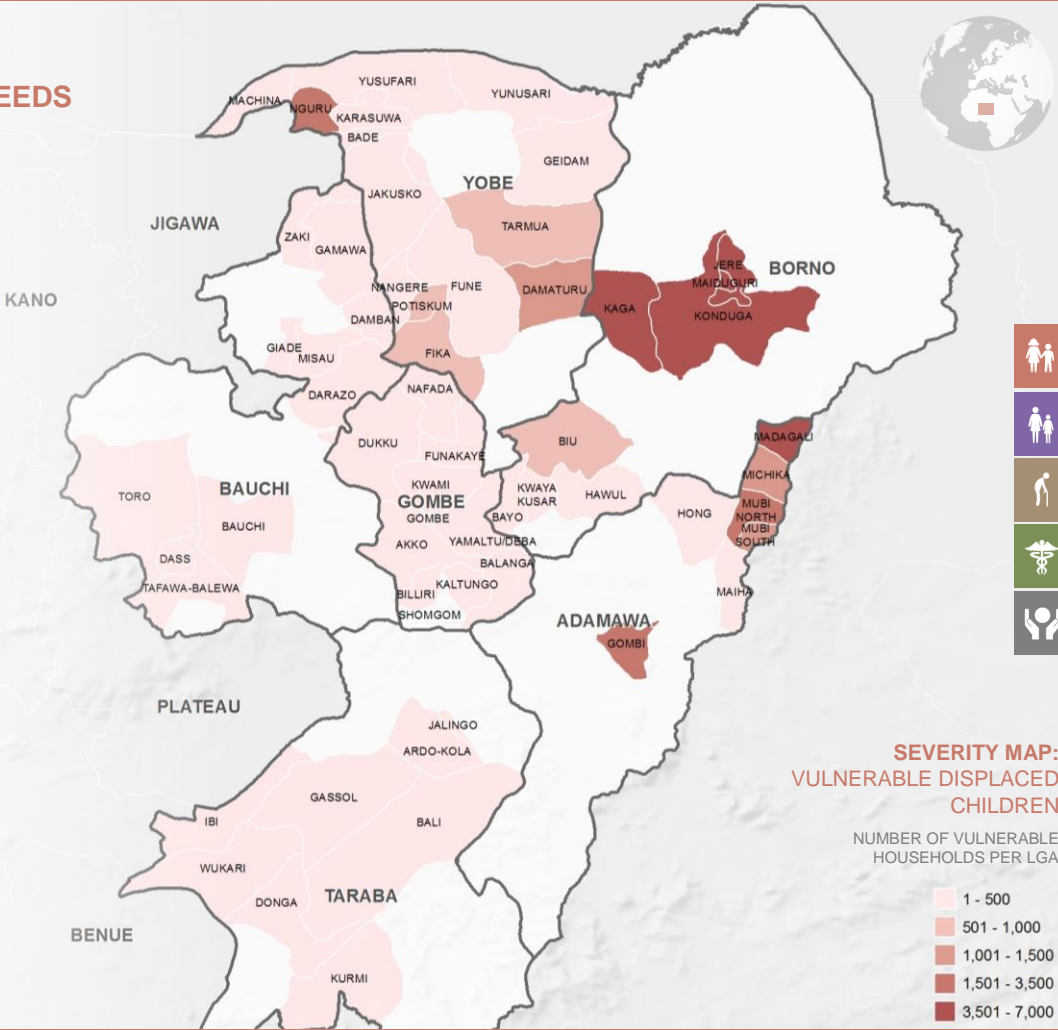 EEDS
YUSUFARI
MACHINA
NGURU
YUNUSARI
KARASUWA
BADE
GEIDAM
YOBE
JAKUSKO
JIGAWA
TARMUA
ZAKI
GAMAWA
JERE
BORNO
MAIDUGURI
KANO
NANGERE
FUNE
DAMATURU
POTISKUM
KAGA
KONDUGA
DAMBAN
GIADE
MISAU
FIKA
DARAZO
NAFADA
DUKKU
BIU
MADAGALI
FUNAKAYE
MICHIKA
KWAMI
TORO
BAUCHI
GOMBE
KWAYA
KUSAR
HAWUL
GOMBE
BAYO
HONG
MUBI
NORTH
BAUCHI
MUBI
SOUTH
AKKO
YAMALTU/DEBA
DASS
BALANGA
TAFAWA-BALEWA
KALTUNGO
BILLIRI
MAIHA
SHOMGOM
ADAMAWA
GOMBI
PLATEAU
JALINGO
ARDO-KOLA
GASSOL
IBI
BALI
WUKARI
DONGA
TARABA
BENUE
KURMI
SEVERITY MAP:
VULNERABLE DISPLACED
CHILDREN
NUMBER OF VULNERABLE
HOUSEHOLDS PER LGA
1 - 500
501 - 1,000
1,001 - 1,500
1,501 - 3,500
3,501 - 7,000